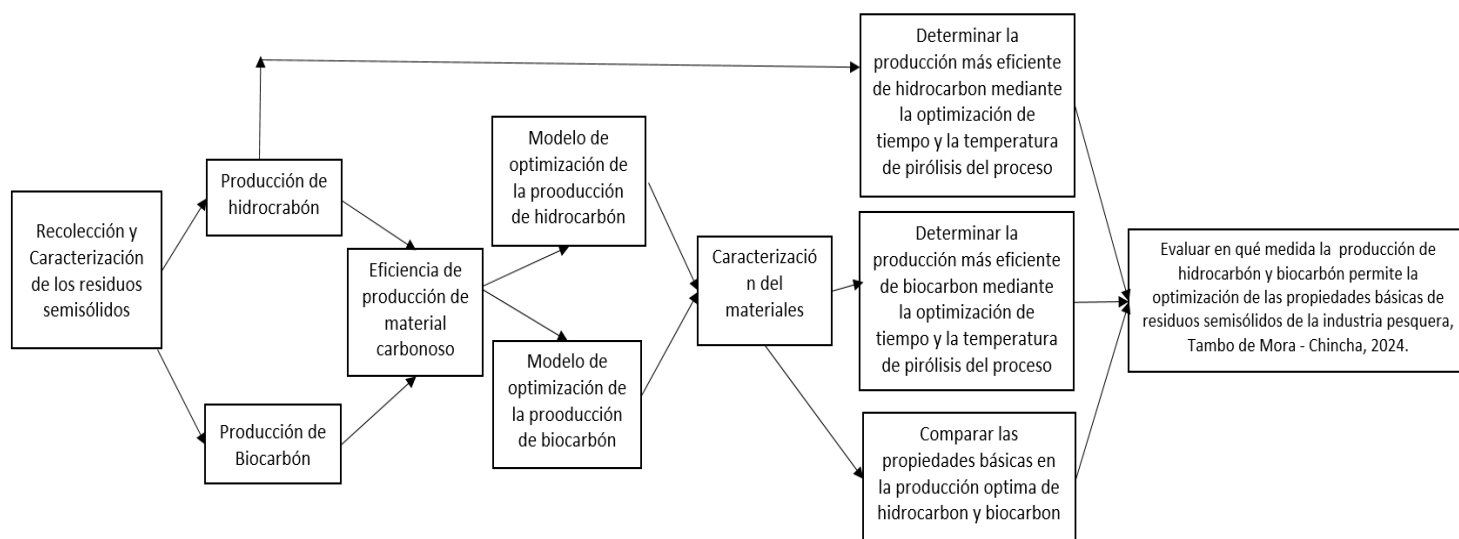 Recolección y
Caracterización
de los residuos
semisólidos
Producción de
hidrocrabón
Producción de
Biocarbón
Eficiencia de
producción de
material
carbonoso
Modelo de
optimización de
la prooducción
de hidrocarbón
Modelo de
optimización de
la prooducción
de biocarbón
Caracterizació
n del
materiales
Determinar la
producción más eficiente
de hidrocarbon mediante
la optimización de
tiempo y la temperatura
de pirólisis del proceso
Determinar la
producción más eficiente
de biocarbon mediante
la optimización de
tiempo y la temperatura
de pirólisis del proceso
Comparar las
propiedades básicas en
la producción optima de
hidrocarbon y biocarbon
Evaluar en qué medida la producción de
hidrocarbón y biocarbón permite la
optimización de las propiedades básicas de
residuos semisólidos de la industria pesquera,
Tambo de Mora - Chincha, 2024.